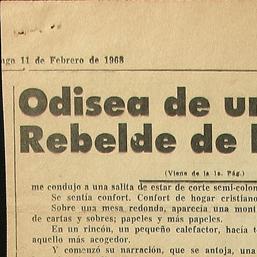 11 de Febrero de 1968
Odisea de u
Rebelde de
(Viene de la 1a. Pág.)
me condujo a una salita de estar de corte semi-colon
Se sentía confort. Confort de hogar cristiano
Sobre una mesa redonda, aparecía una mont
de cartas y sobres; papeles y más papeles.
En un rincón, un pequeño calefactor, hacía t
aquello más acogedor.
Y comenzó su narración, que se antoja, una